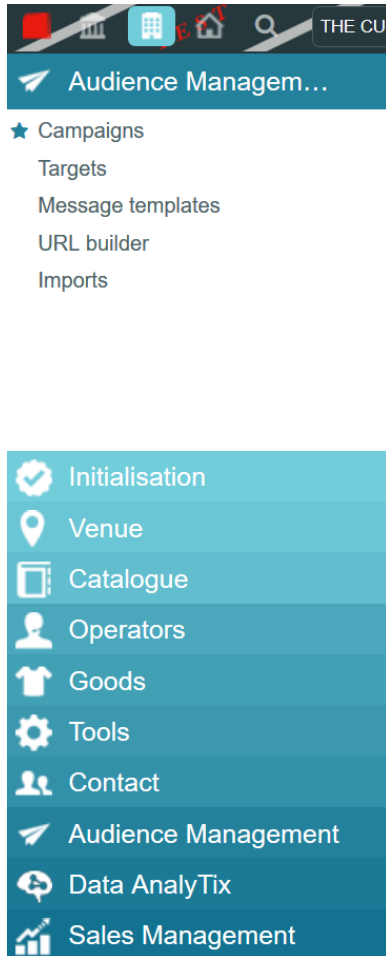 TEST
THE CU
Audience Managem...
Campaigns
Targets
Message templates
URL builder
Imports
Initialisation
Venue
Catalogue
Operators
Goods
Tools
Contact
Audience Management
Data AnalyTix
Sales Management